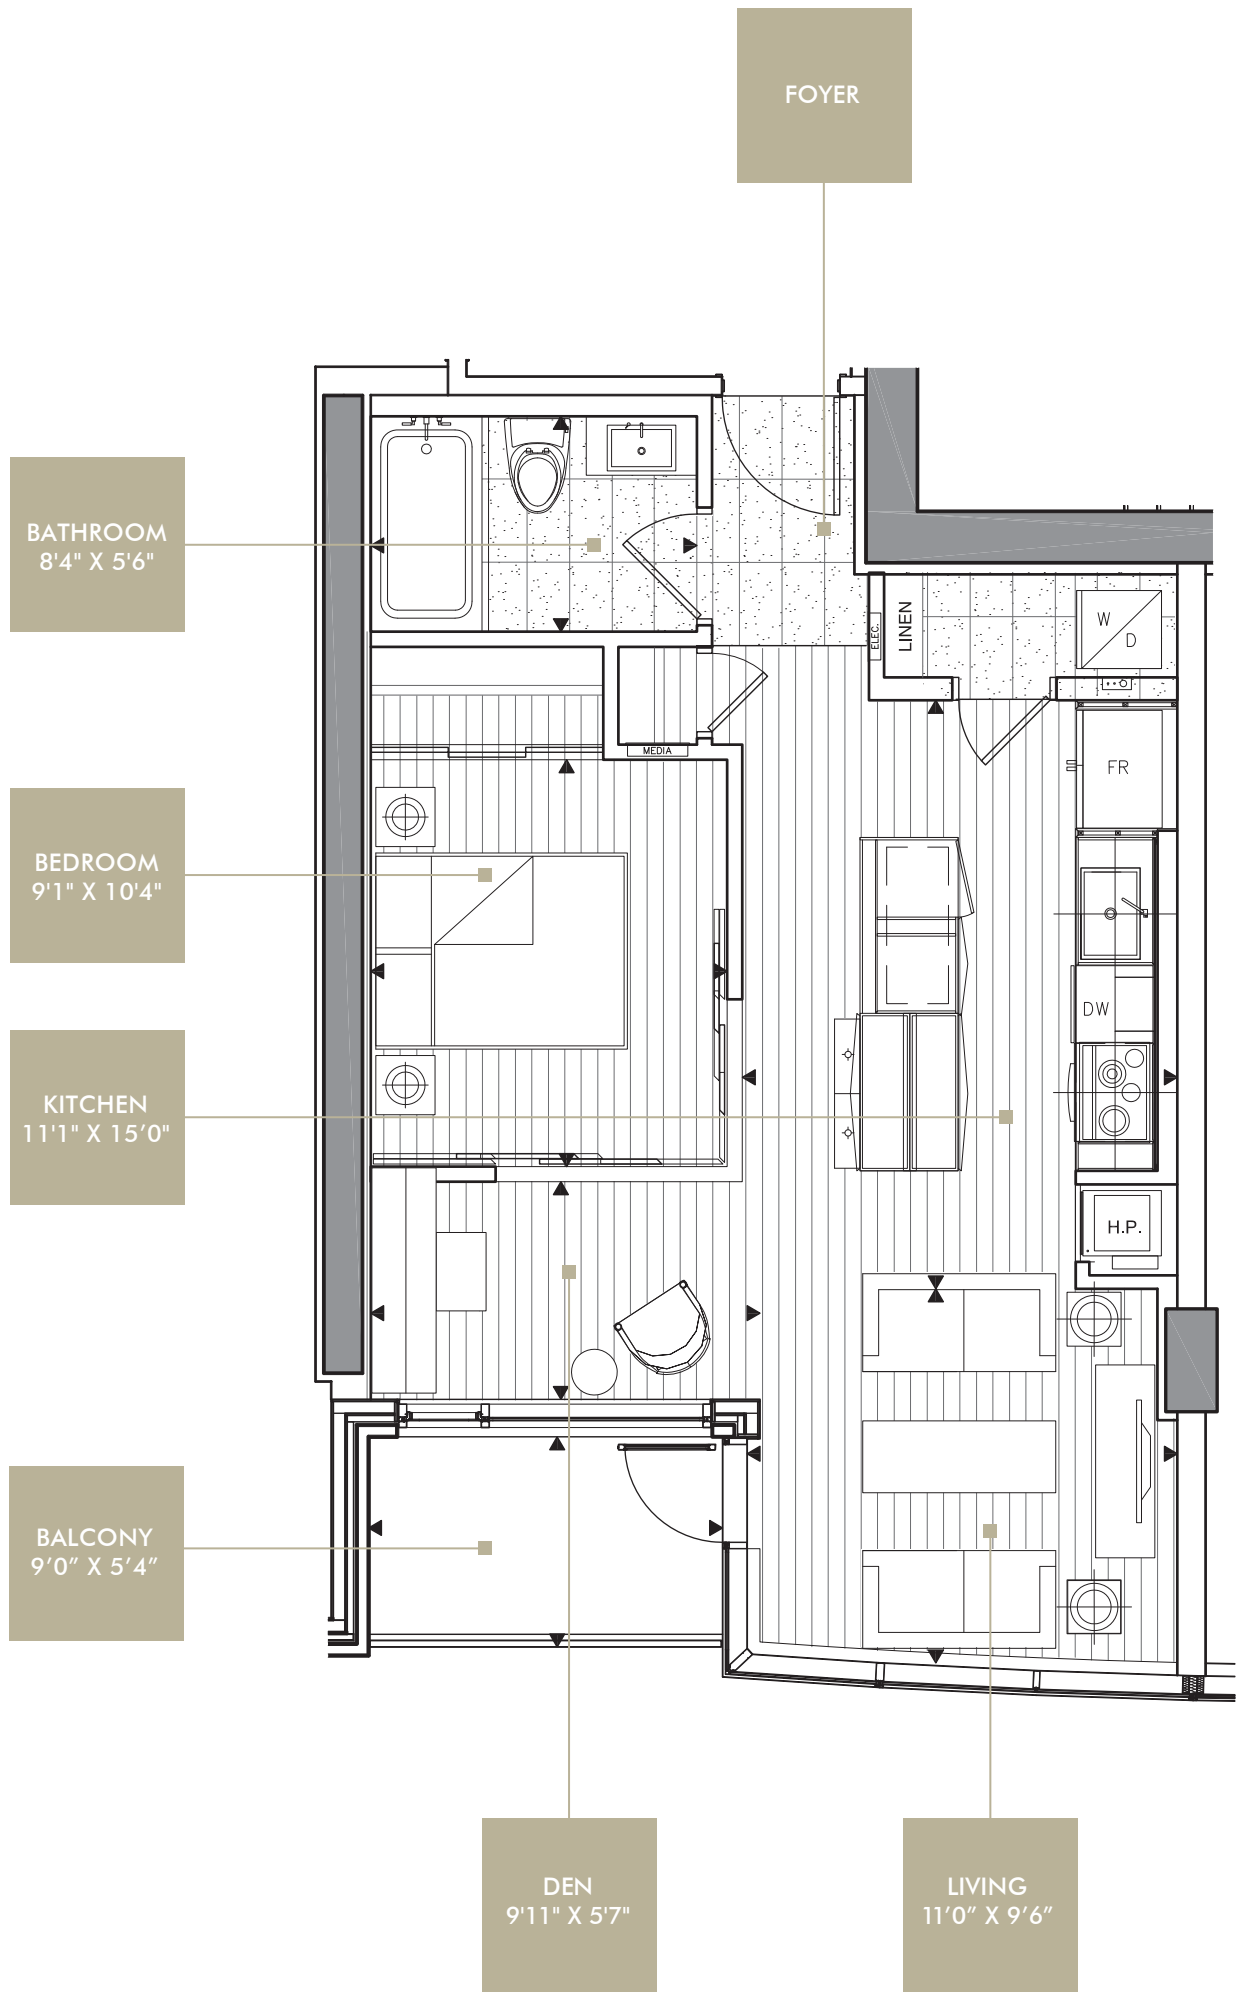 FOYER
BATHROOM
8'4" X 5'6"
ELEC.
LINEN
W
D
MEDIA
FR
BEDROOM
9'1" X 10'4"
DW
KITCHEN
11'1" X 15’0"
H.P.
BALCONY
9’0” X 5’4”
DEN
9'11" X 5'7"
LIVING
11’0” X 9’6”